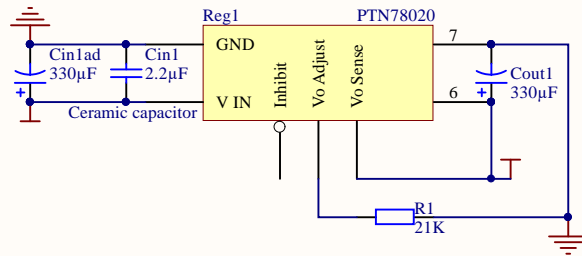 Reg1 PTN78020
Cin1ad
330µF
Cin1
2.2µF
Ceramic capacitor
GND
V IN
Inhibit
Vo Adjust
Vo Sense
7
6
Cout1
330µF
R1
21K